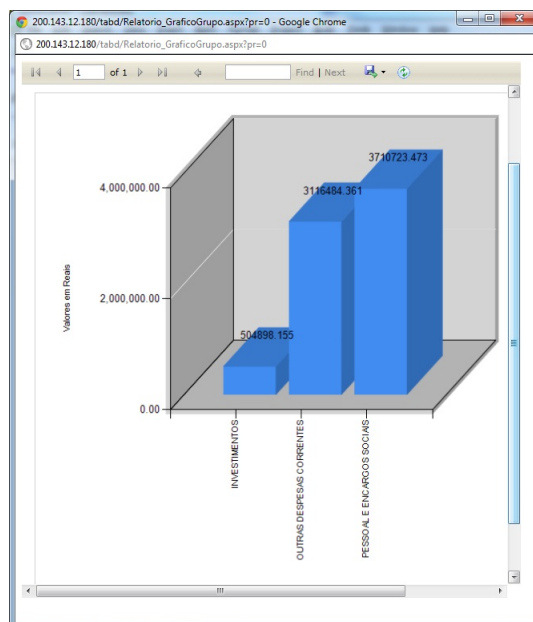 200.143.12.180/tabd/Relatorio_GraficoGrupo.aspx?pr=0 - Google Chrome
200.143.12.180/tabd/Relatorio_GraficoGrupo.aspx?pr=0
1 of 1 Find | Next
3710723.473
4,000,000.00
3116484.361
2,000,000.00
Valores em Reais
504898.155
0.00
INVESTIMENTOS
OUTRAS DESPESAS CORRENTES
PESSOAL E ENCARGOS SOCIAIS